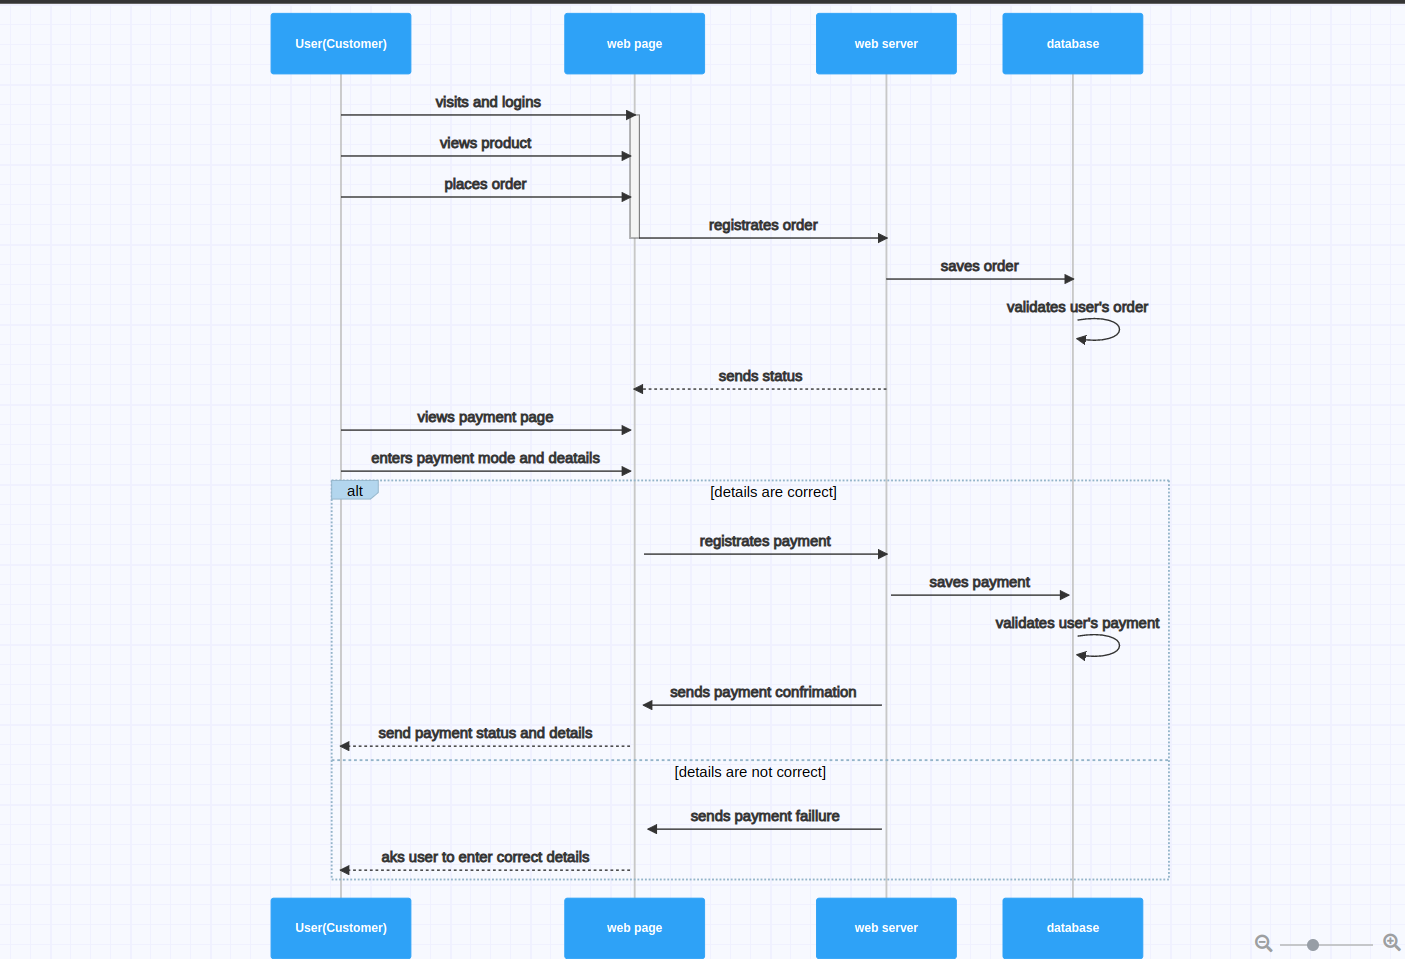 User(Customer)
web page
web server
database
visits and logins
views product
places order
registrates order
saves order
validates user's order
sends status
views payment page
enters payment mode and deatails
alt
[details are correct]
registrates payment
saves payment
validates user's payment
sends payment confrimation
send payment status and details
[details are not correct]
sends payment faillure
aks user to enter correct details
User(Customer)
web page
web server
database